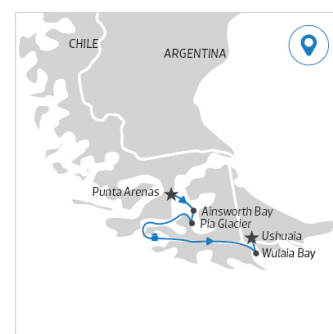 CHILE
ARGENTINA
Punta Arenas
Ainsworth Bay
Pia Glacier
Ushuaia
Wulaia Bay